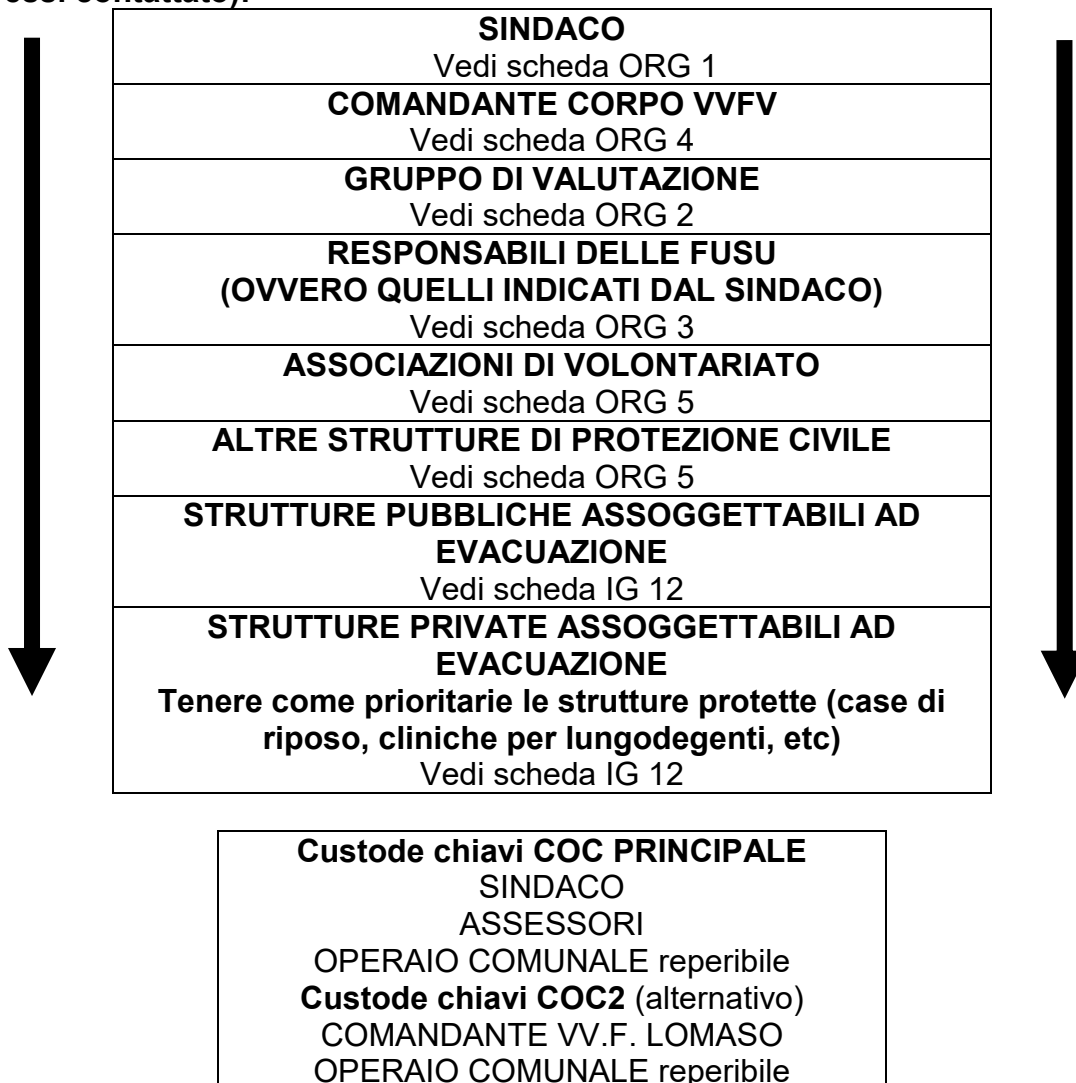 SINDACO
Vedi scheda ORG 1
COMANDANTE CORPO VVFV
Vedi scheda ORG 4
GRUPPO DI VALUTAZIONE
Vedi scheda ORG 2
RESPONSABILI DELLE FUSU
(OVVERO QUELLI INDICATI DAL SINDACO)
Vedi scheda ORG 3
ASSOCIAZIONI DI VOLONTARIATO
Vedi scheda ORG 5
ALTRE STRUTTURE DI PROTEZIONE CIVILE
Vedi scheda ORG 5
STRUTTURE PUBBLICHE ASSOGGETTABILI AD
EVACUAZIONE
Vedi scheda IG 12
STRUTTURE PRIVATE ASSOGGETTABILI AD
EVACUAZIONE
Tenere come prioritarie le strutture protette (case di
riposo, cliniche per lungodegenti, etc)
Vedi scheda IG 12
Custode chiavi COC PRINCIPALE
SINDACO
ASSESSORI
OPERAIO COMUNALE reperibile
Custode chiavi COC2 (alternativo)
COMANDANTE VV.F. LOMASO
OPERAIO COMUNALE reperibile